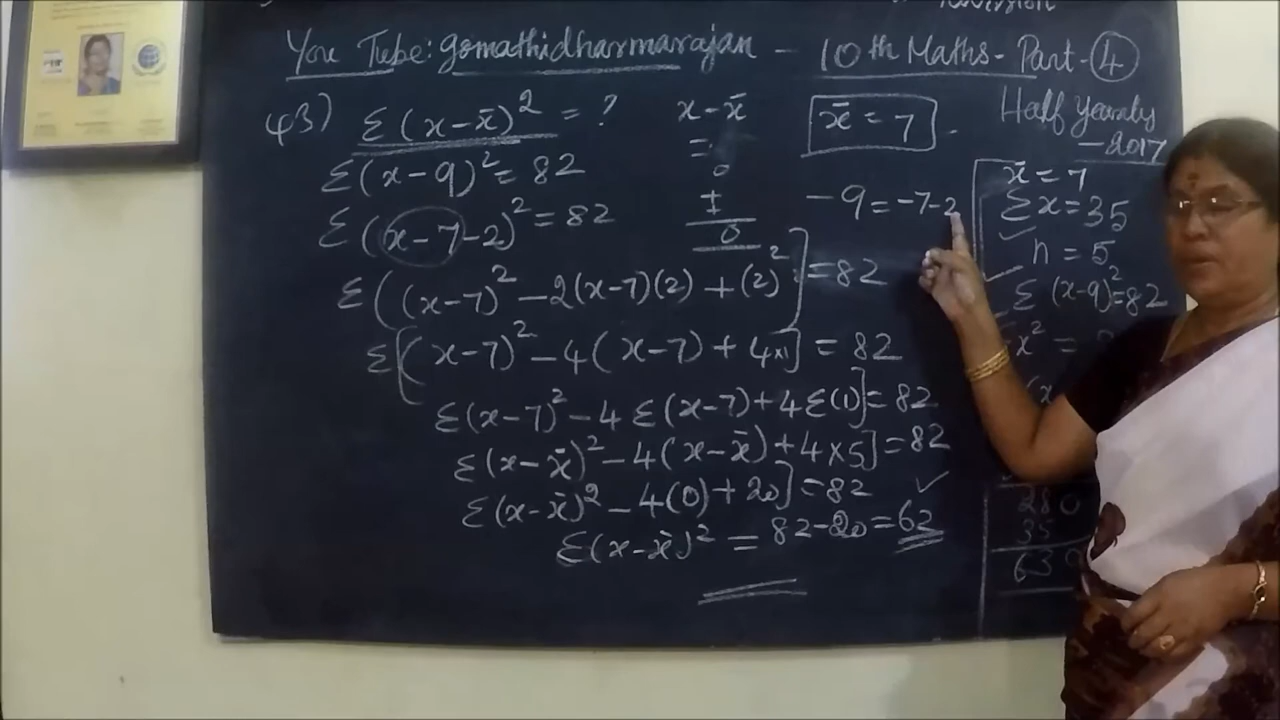 You Tube: gomathidharmarajan - 10th Maths - Part - 4
Half Yearly
- 2017
43) Σ(x-x̄)² = ?
Σ(x-9)² = 82
Σ(x-7-2)² = 82
Σ((x-7)² - 2(x-7)(2) + (2)²] = 82
Σ[(x-7)² - 4(x-7) + 4×1] = 82
Σ(x-7)² - 4Σ(x-7) + 4Σ(1)] = 82
Σ(x-x̄)² - 4(x-x̄) + 4×5] = 82
Σ(x-x̄)² - 4(0) + 20] = 82
Σ(x-x̄)² = 82-20 = 62
x-x̄
=
0
±
0
x̄ = 7
-9 = -7-2
x̄ = 7
Σx = 35
n = 5
Σ(x-9)² = 82
x² =
(x
280
35
630